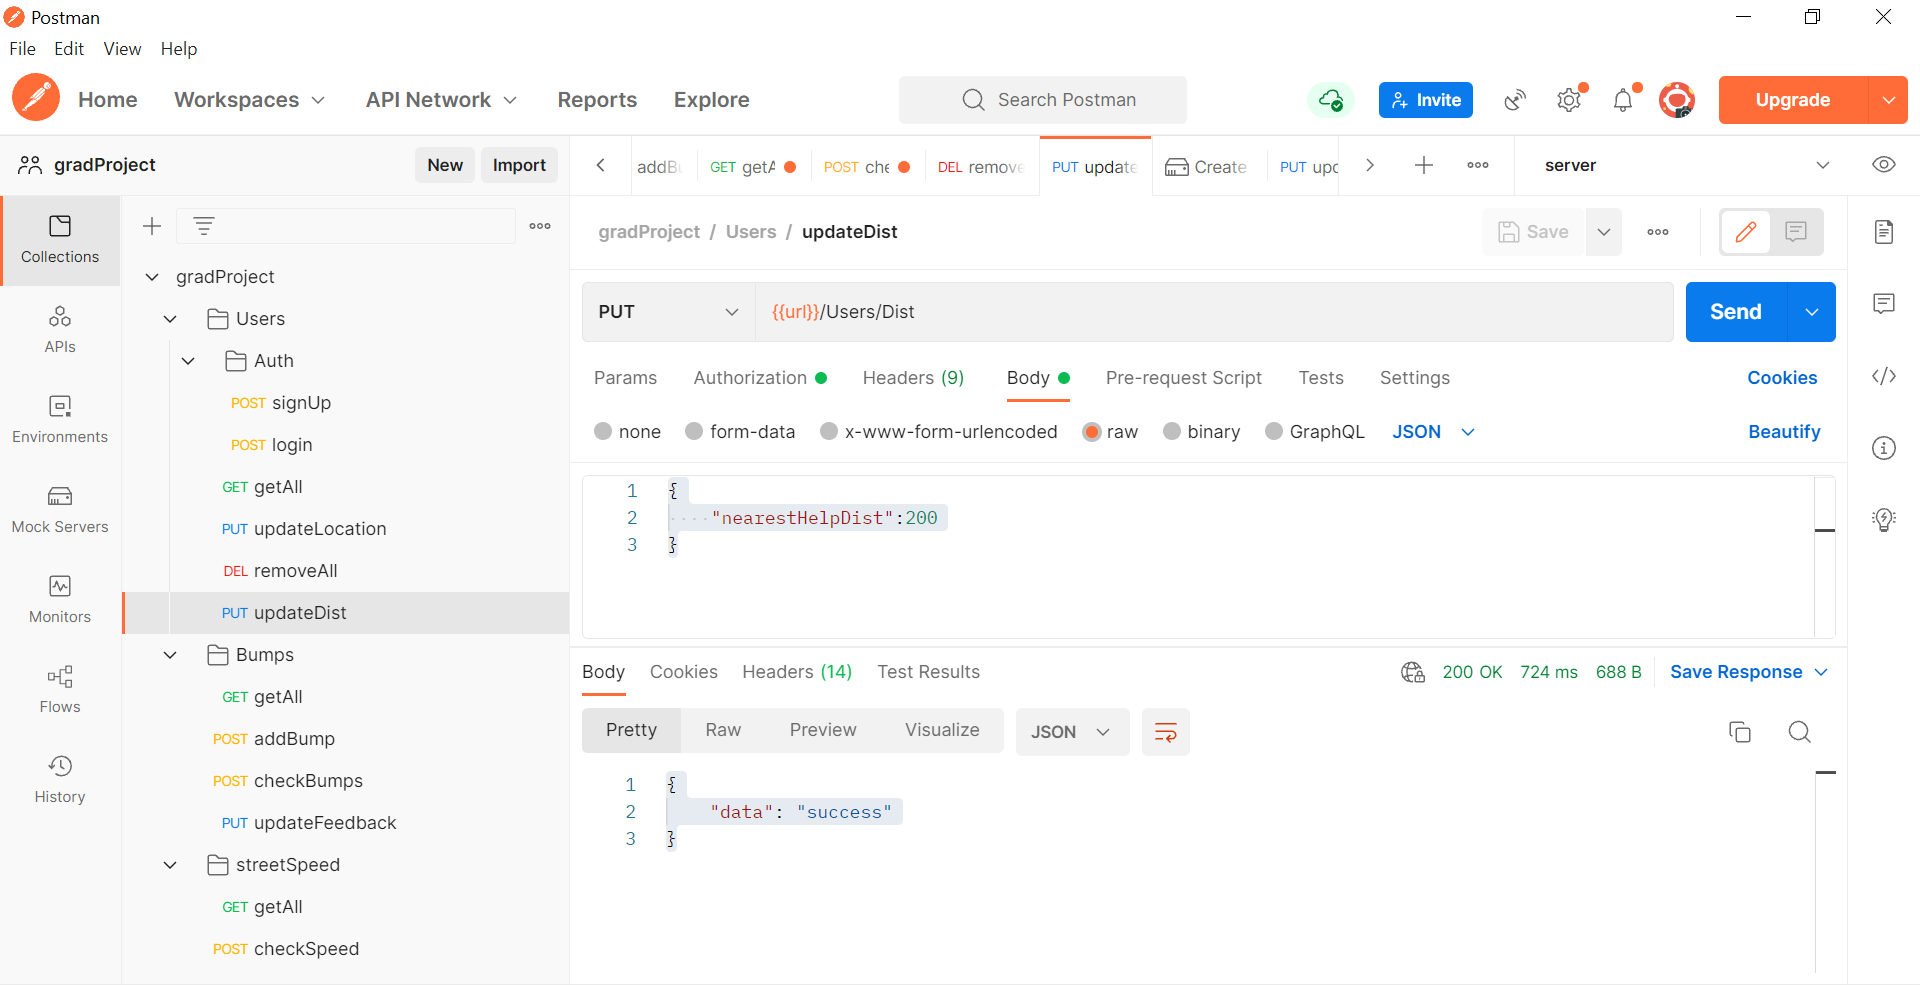 Postman
File Edit View Help
Home Workspaces API Network Reports Explore Search Postman Invite Upgrade
gradProject New Import
addBu GET getA POST che DEL remove PUT update Create PUT upd server
Collections
APIs
Environments
Mock Servers
Monitors
Flows
History
gradProject
Users
Auth
POST signUp
POST login
GET getAll
PUT updateLocation
DEL removeAll
PUT updateDist
Bumps
GET getAll
POST addBump
POST checkBumps
PUT updateFeedback
streetSpeed
GET getAll
POST checkSpeed
gradProject / Users / updateDist Save
PUT {{url}}/Users/Dist Send
Params Authorization Headers (9) Body Pre-request Script Tests Settings Cookies
none form-data x-www-form-urlencoded raw binary GraphQL JSON Beautify
1 {
2 ····"nearestHelpDist":200
3 }
Body Cookies Headers (14) Test Results 200 OK 724 ms 688 B Save Response
Pretty Raw Preview Visualize JSON
1 {
2 "data": "success"
3 }